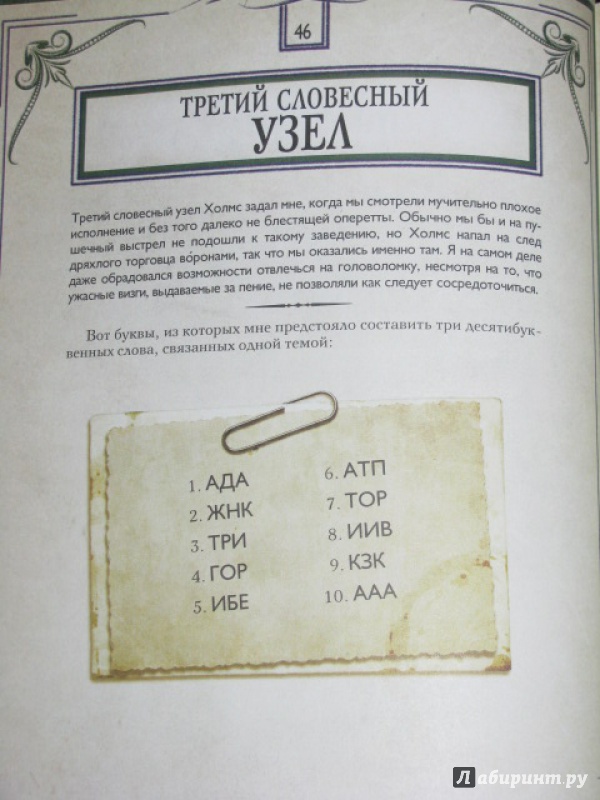 46
ТРЕТИЙ СЛОВЕСНЫЙ
УЗЕЛ
Третий словесный узел Холмс задал мне, когда мы смотрели мучительно плохое
исполнение и без того далеко не блестящей оперетты. Обычно мы бы и на пу-
шечный выстрел не подошли к такому заведению, но Холмс напал на след
дряхлого торговца во́ронами, так что мы оказались именно там. Я на самом деле
даже обрадовался возможности отвлечься на головоломку, несмотря на то, что
ужасные визги, выдаваемые за пение, не позволяли как следует сосредоточиться.
Вот буквы, из которых мне предстояло составить три десятибук-
венных слова, связанных одной темой:
1. АДА
2. ЖНК
3. ТРИ
4. ГОР
5. ИБЕ
6. АТП
7. ТОР
8. ИИВ
9. КЗК
10. ААА
Лабиринт.ру